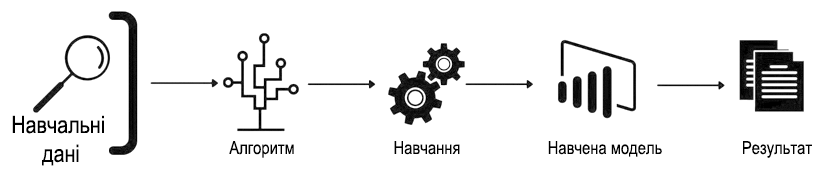 Навчальні
дані
Алгоритм
Навчання
Навчена модель
Результат